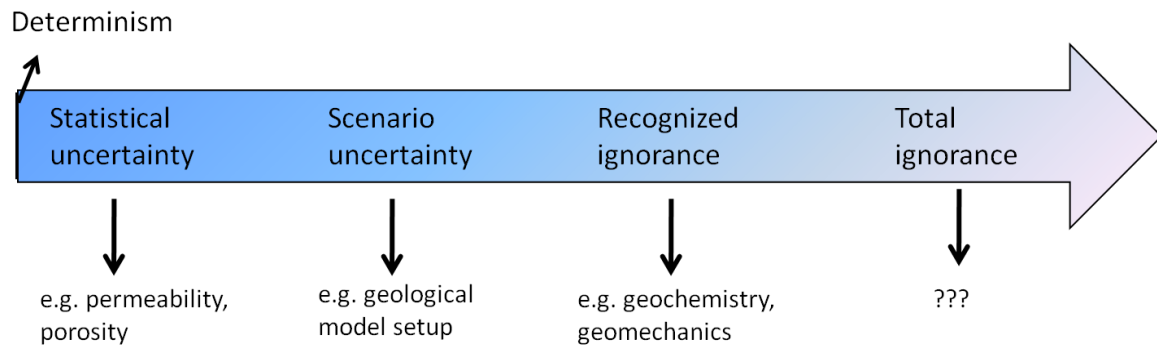 Determinism
Statistical
uncertainty
Scenario
uncertainty
Recognized
ignorance
Total
ignorance
e.g. permeability,
porosity
e.g. geological
model setup
e.g. geochemistry,
geomechanics
???